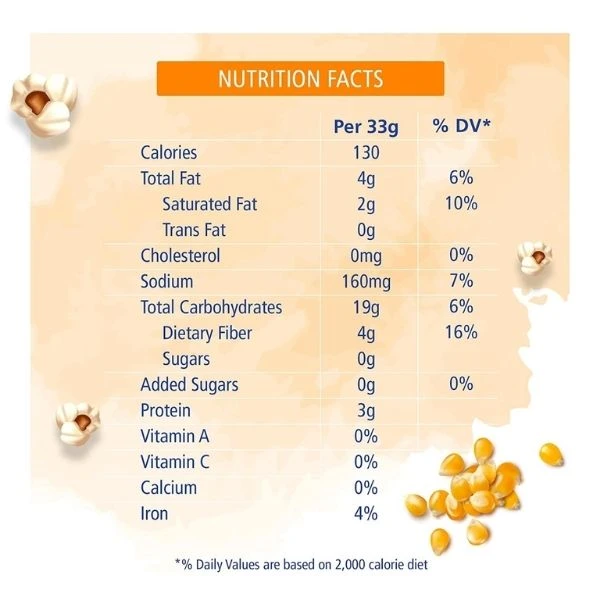 NUTRITION FACTS
Per 33g % DV*
Calories 130
Total Fat 4g 6%
Saturated Fat 2g 10%
Trans Fat 0g
Cholesterol 0mg 0%
Sodium 160mg 7%
Total Carbohydrates 19g 6%
Dietary Fiber 4g 16%
Sugars 0g
Added Sugars 0g 0%
Protein 3g
Vitamin A 0%
Vitamin C 0%
Calcium 0%
Iron 4%
*% Daily Values are based on 2,000 calorie diet